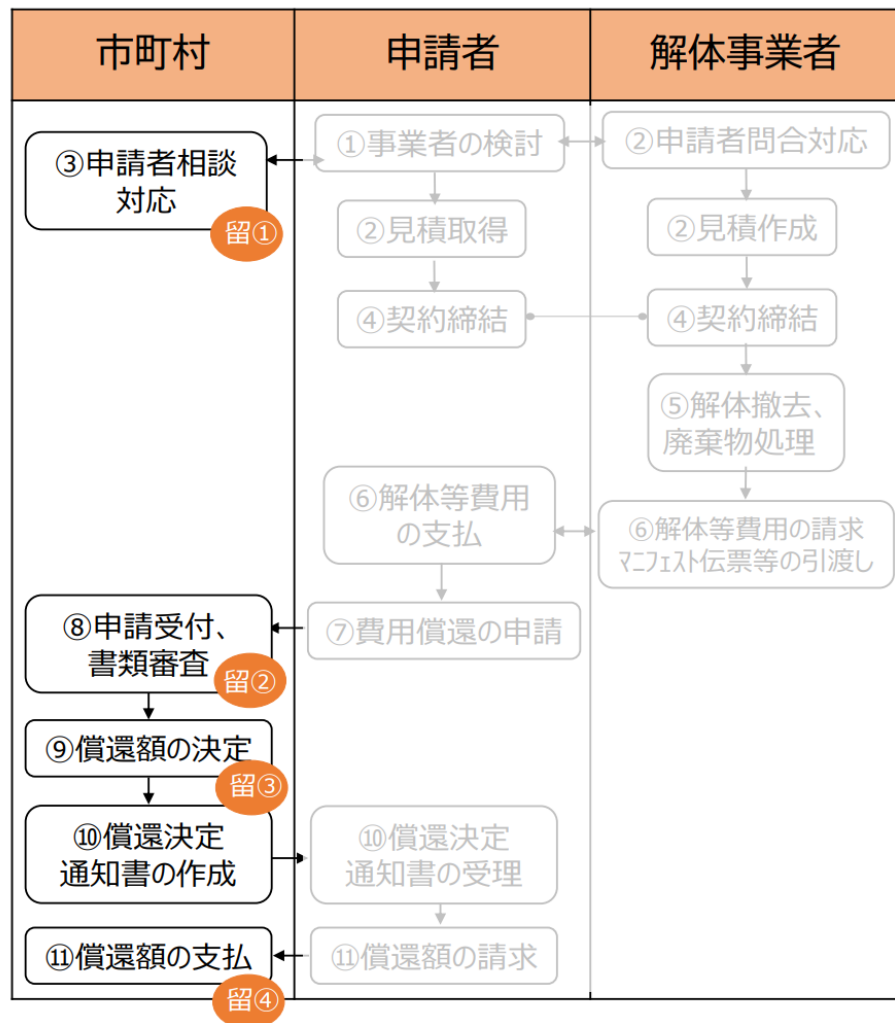 市町村
申請者
解体事業者
③申請者相談
対応
留①
①事業者の検討
②申請者問合対応
②見積取得
②見積作成
④契約締結
④契約締結
⑤解体撤去、
廃棄物処理
⑥解体等費用
の支払
⑥解体等費用の請求
ﾏﾆﾌｪｽﾄ伝票等の引渡し
⑧申請受付、
書類審査
留②
⑦費用償還の申請
⑨償還額の決定
留③
⑩償還決定
通知書の作成
⑩償還決定
通知書の受理
⑪償還額の支払
留④
⑪償還額の請求